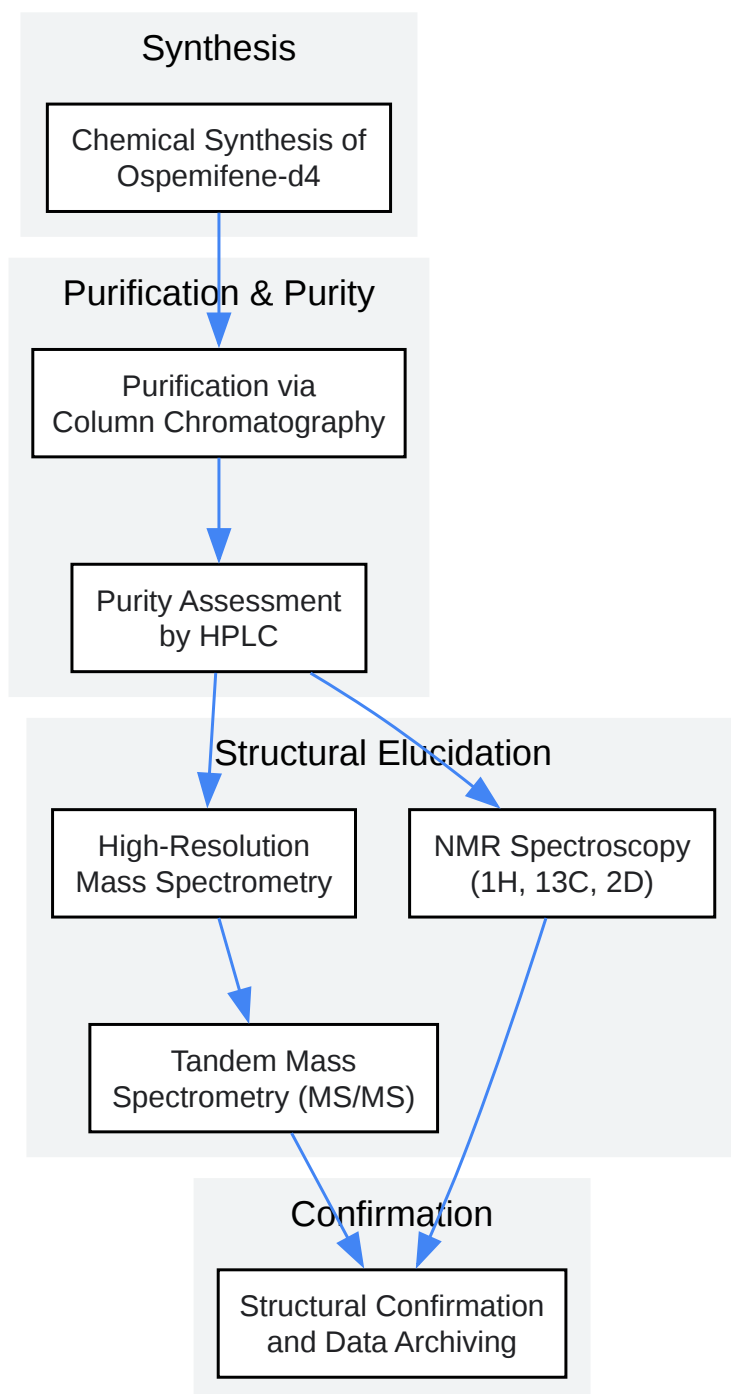 Synthesis
Chemical Synthesis of
Ospemifene-d4
Purification & Purity
Purification via
Column Chromatography
Purity Assessment
by HPLC
Structural Elucidation
High-Resolution
Mass Spectrometry
NMR Spectroscopy
(1H, 13C, 2D)
Tandem Mass
Spectrometry (MS/MS)
Confirmation
Structural Confirmation
and Data Archiving